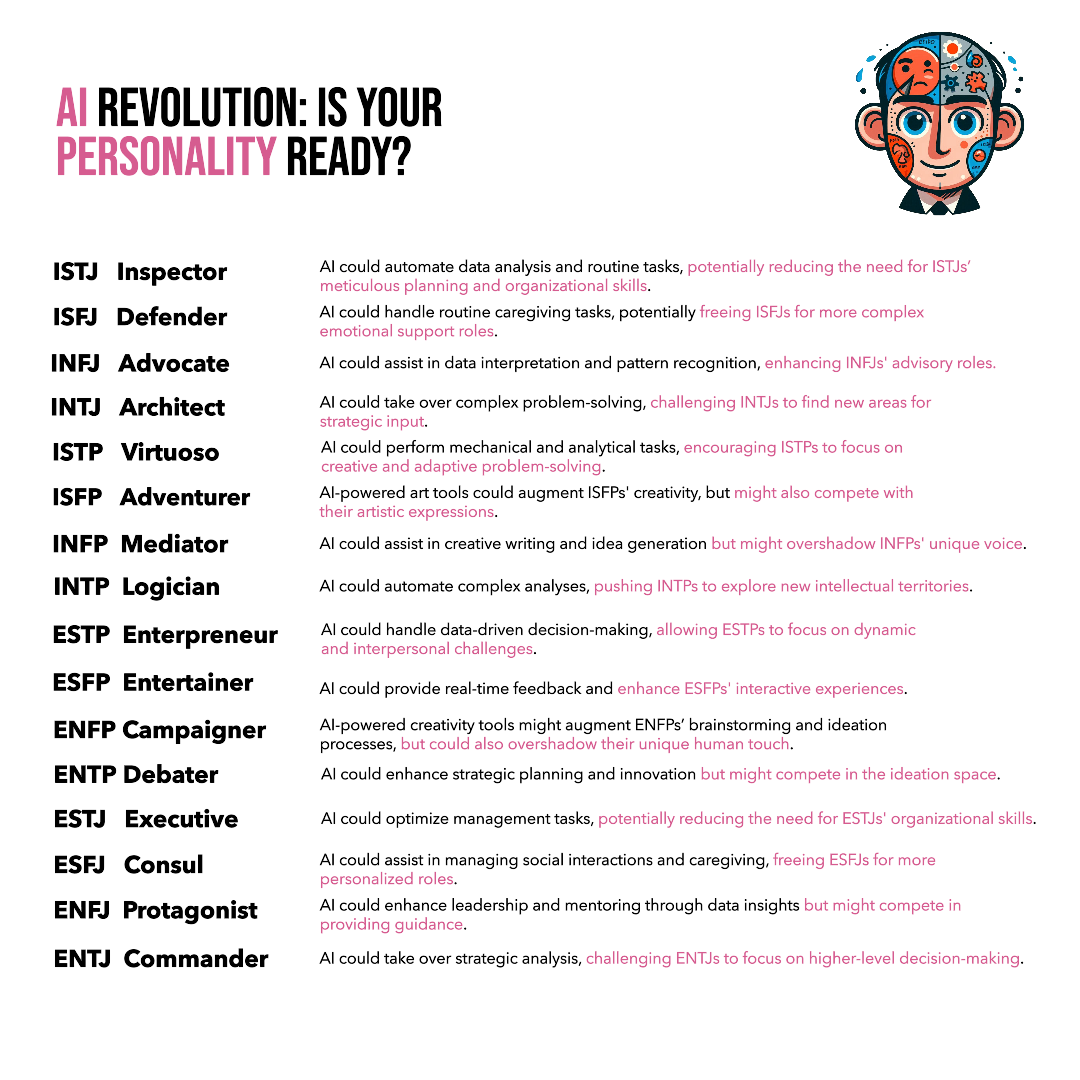 AI REVOLUTION: IS YOUR
PERSONALITY READY?
ISTJ Inspector
AI could automate data analysis and routine tasks, potentially reducing the need for ISTJs’
meticulous planning and organizational skills.
ISFJ Defender
AI could handle routine caregiving tasks, potentially freeing ISFJs for more complex
emotional support roles.
INFJ Advocate
AI could assist in data interpretation and pattern recognition, enhancing INFJs' advisory roles.
INTJ Architect
AI could take over complex problem-solving, challenging INTJs to find new areas for
strategic input.
ISTP Virtuoso
AI could perform mechanical and analytical tasks, encouraging ISTPs to focus on
creative and adaptive problem-solving.
ISFP Adventurer
AI-powered art tools could augment ISFPs' creativity, but might also compete with
their artistic expressions.
INFP Mediator
AI could assist in creative writing and idea generation but might overshadow INFPs' unique voice.
INTP Logician
AI could automate complex analyses, pushing INTPs to explore new intellectual territories.
ESTP Enterpreneur
AI could handle data-driven decision-making, allowing ESTPs to focus on dynamic
and interpersonal challenges.
ESFP Entertainer
AI could provide real-time feedback and enhance ESFPs' interactive experiences.
ENFP Campaigner
AI-powered creativity tools might augment ENFPs’ brainstorming and ideation
processes, but could also overshadow their unique human touch.
ENTP Debater
AI could enhance strategic planning and innovation but might compete in the ideation space.
ESTJ Executive
AI could optimize management tasks, potentially reducing the need for ESTJs' organizational skills.
ESFJ Consul
AI could assist in managing social interactions and caregiving, freeing ESFJs for more
personalized roles.
ENFJ Protagonist
AI could enhance leadership and mentoring through data insights but might compete in
providing guidance.
ENTJ Commander
AI could take over strategic analysis, challenging ENTJs to focus on higher-level decision-making.